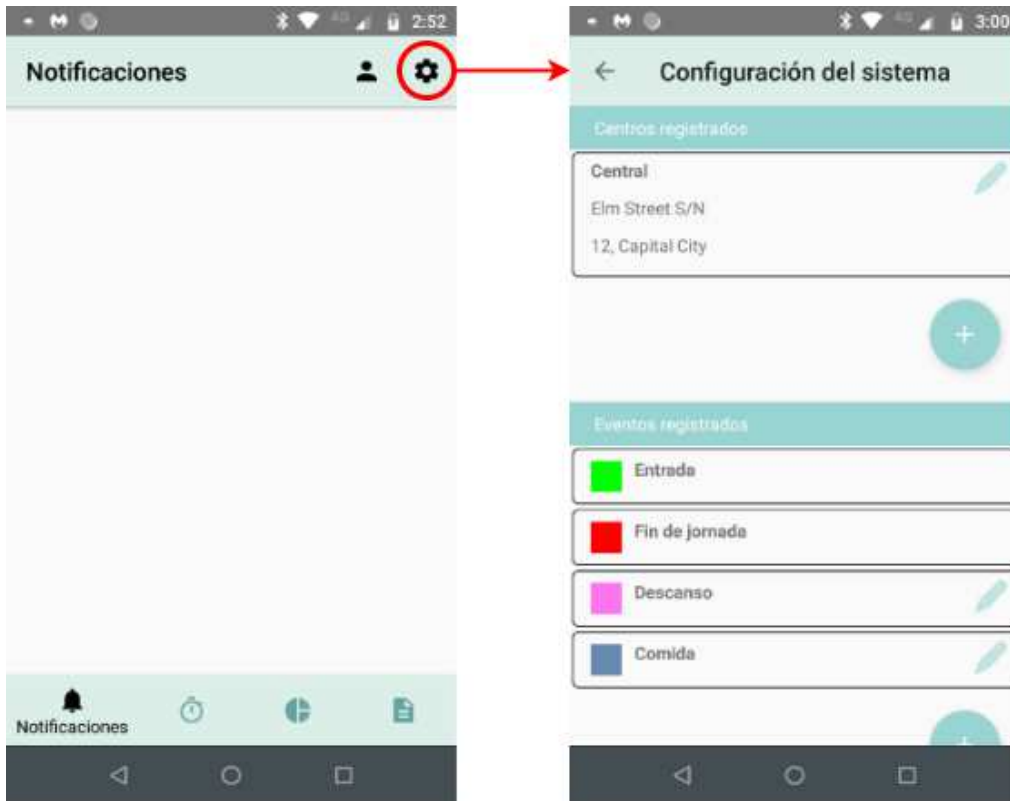 2:52
Notificaciones
Notificaciones
4G 3:00
Configuración del sistema
Centros registrados
Central
Elm Street S/N
12, Capital City
+
Eventos registrados
Entrada
Fin de jornada
Descanso
Comida
+